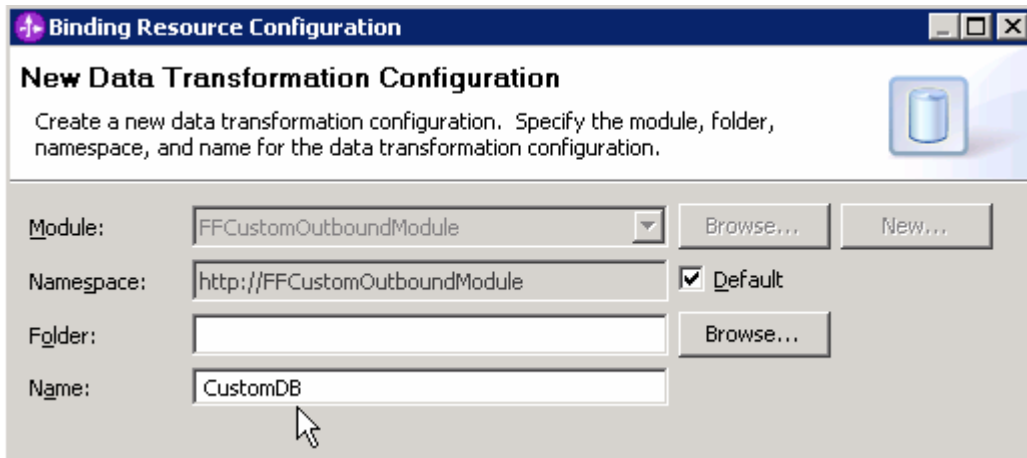 Binding Resource Configuration
New Data Transformation Configuration
Create a new data transformation configuration. Specify the module, folder,
namespace, and name for the data transformation configuration.
Module: FFCustomOutboundModule Browse... New...
Namespace: http://FFCustomOutboundModule Default
Folder: Browse...
Name: CustomDB